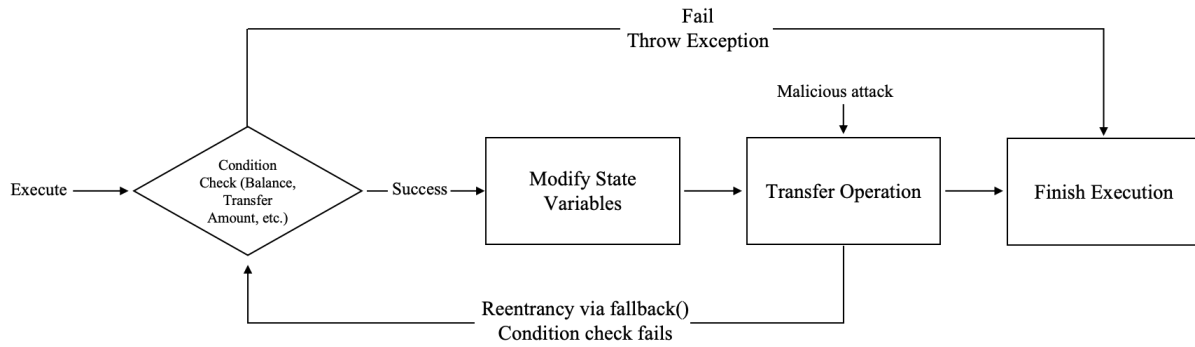 Fail
Throw Exception
Malicious attack
Execute
Condition
Check (Balance,
Transfer
Amount, etc.)
Success
Modify State
Variables
Transfer Operation
Finish Execution
Reentrancy via fallback()
Condition check fails